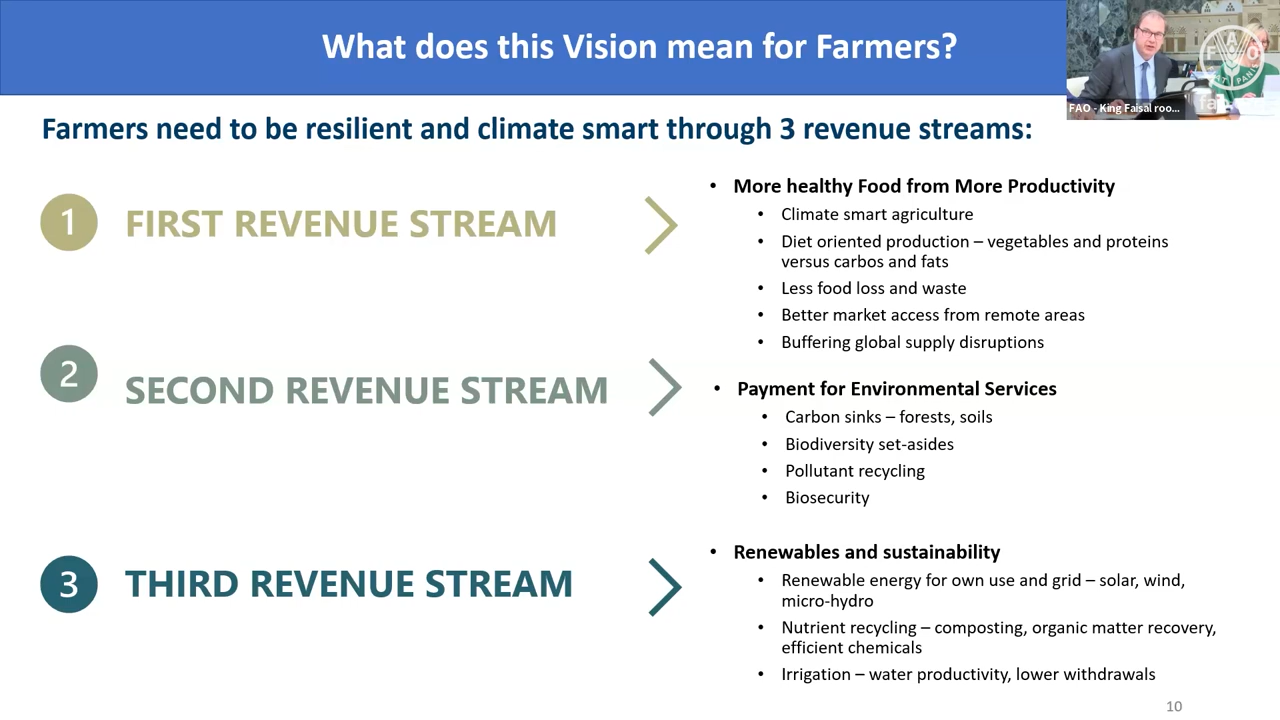 What does this Vision mean for Farmers?
FAO - King Faisal roo...
Farmers need to be resilient and climate smart through 3 revenue streams:
1 FIRST REVENUE STREAM
• More healthy Food from More Productivity
• Climate smart agriculture
• Diet oriented production – vegetables and proteins
versus carbos and fats
• Less food loss and waste
• Better market access from remote areas
• Buffering global supply disruptions
2 SECOND REVENUE STREAM
• Payment for Environmental Services
• Carbon sinks – forests, soils
• Biodiversity set-asides
• Pollutant recycling
• Biosecurity
3 THIRD REVENUE STREAM
• Renewables and sustainability
• Renewable energy for own use and grid – solar, wind,
micro-hydro
• Nutrient recycling – composting, organic matter recovery,
efficient chemicals
• Irrigation – water productivity, lower withdrawals
10